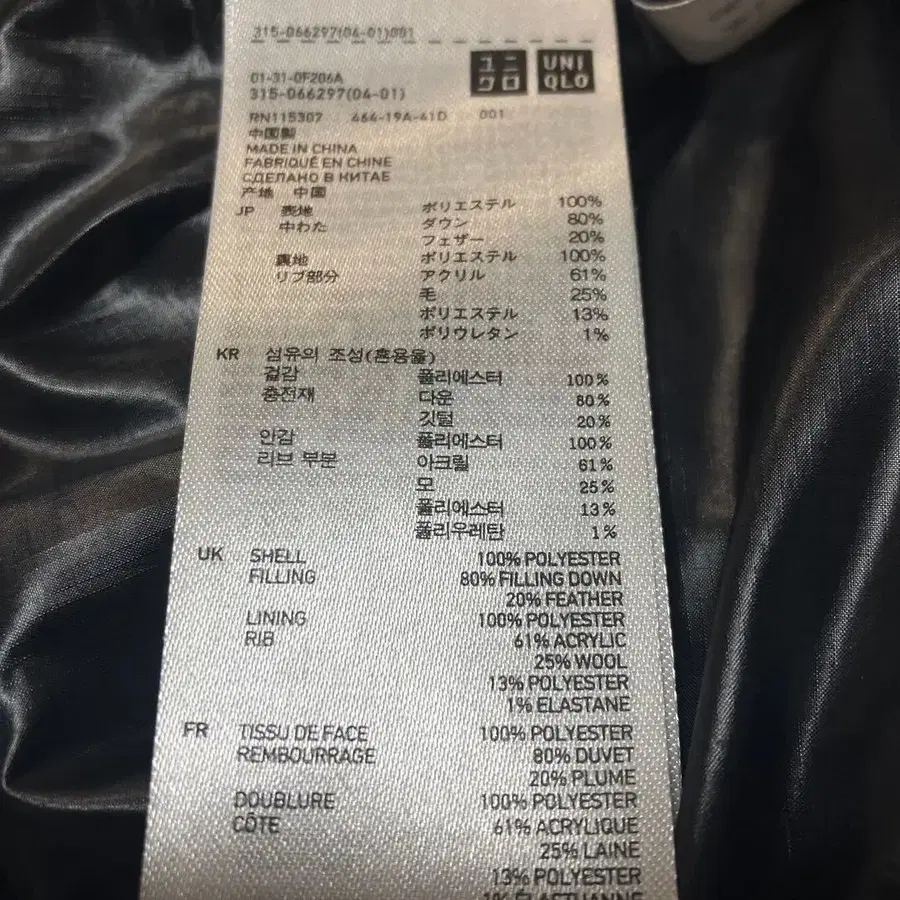 315-066297(04-01)001
ユニクロ
UNIQLO
01-31-0F206A
315-066297(04-01)
RN115307 464-19A-41D 001
中国製
MADE IN CHINA
FABRIQUÉ EN CHINE
СДЕЛАНО В КИТАЕ
产地 中国
JP 表地 ポリエステル 100%
中わた ダウン 80%
フェザー 20%
裏地 ポリエステル 100%
リブ部分 アクリル 61%
毛 25%
ポリエステル 13%
ポリウレタン 1%
KR 섬유의 조성(혼용율)
겉감 폴리에스터 100%
충전재 다운 80%
깃털 20%
안감 폴리에스터 100%
리브 부분 아크릴 61%
모 25%
폴리에스터 13%
폴리우레탄 1%
UK SHELL 100% POLYESTER
FILLING 80% FILLING DOWN
20% FEATHER
LINING 100% POLYESTER
RIB 61% ACRYLIC
25% WOOL
13% POLYESTER
1% ELASTANE
FR TISSU DE FACE 100% POLYESTER
REMBOURRAGE 80% DUVET
20% PLUME
DOUBLURE 100% POLYESTER
CÔTE 61% ACRYLIQUE
25% LAINE
13% POLYESTER
1% ÉLASTHANNE